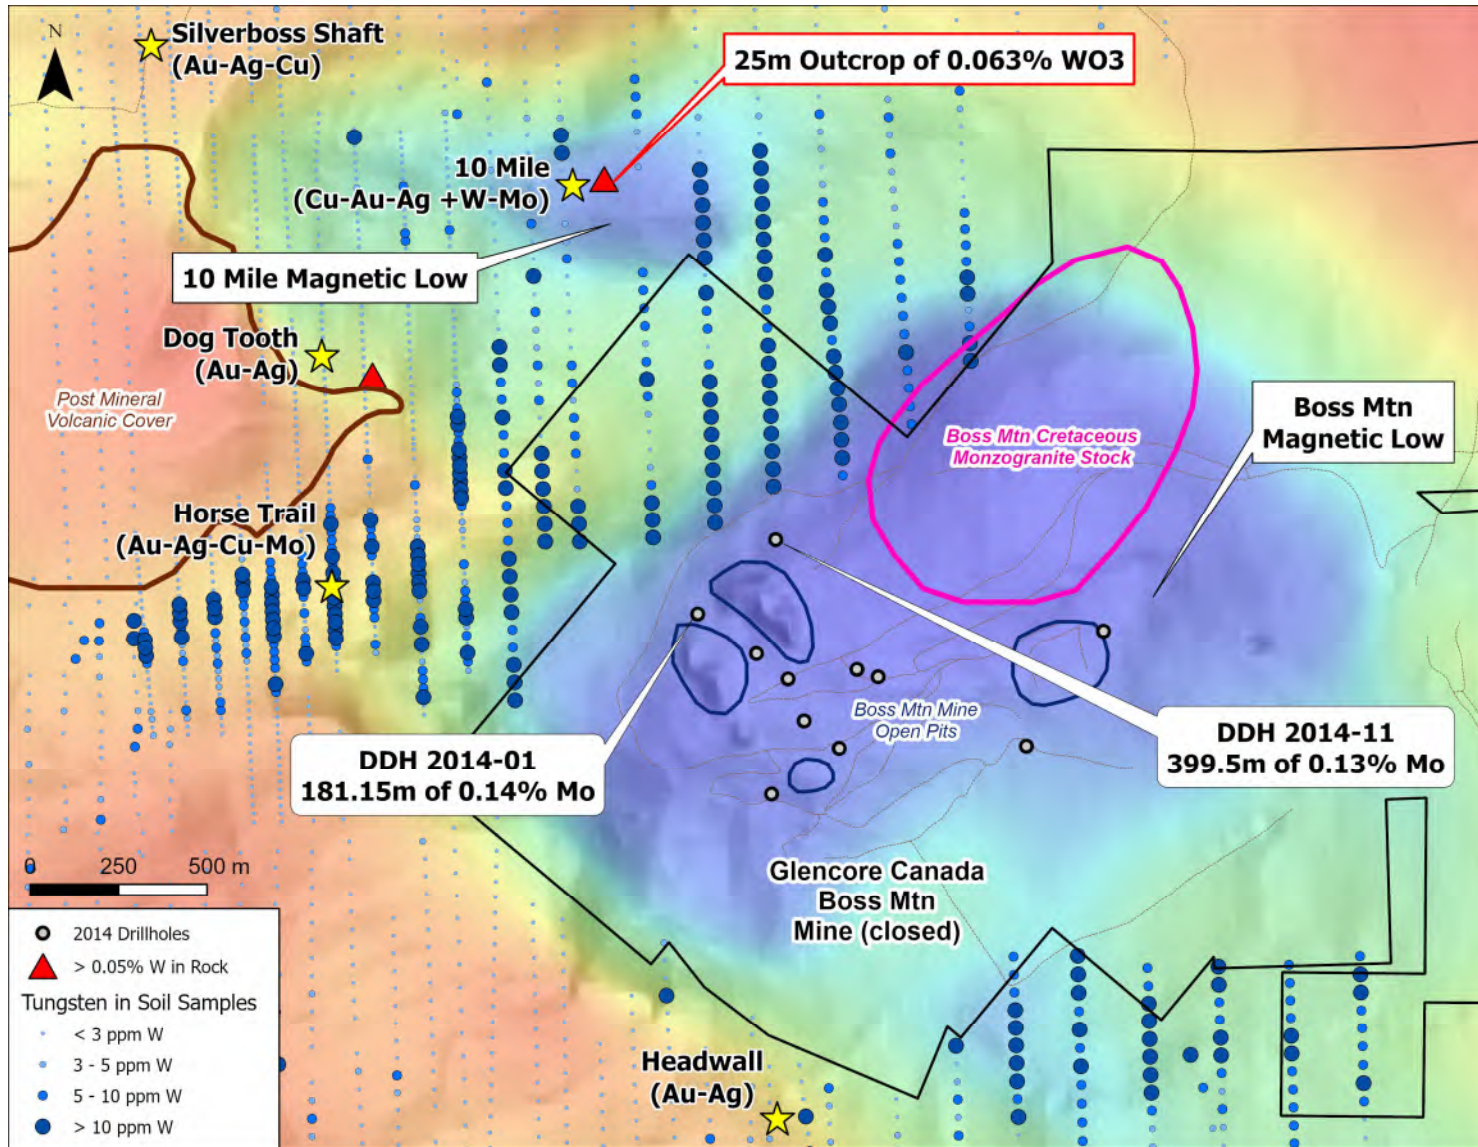 N
Silverboss Shaft
(Au-Ag-Cu)
25m Outcrop of 0.063% WO3
10 Mile
(Cu-Au-Ag +W-Mo)
10 Mile Magnetic Low
Dog Tooth
(Au-Ag)
Post Mineral
Volcanic Cover
Boss Mtn
Magnetic Low
Boss Mtn Cretaceous
Monzogranite Stock
Horse Trail
(Au-Ag-Cu-Mo)
Boss Mtn Mine
Open Pits
DDH 2014-01
181.15m of 0.14% Mo
DDH 2014-11
399.5m of 0.13% Mo
Glencore Canada
Boss Mtn
Mine (closed)
0 250 500 m
2014 Drillholes
> 0.05% W in Rock
Tungsten in Soil Samples
< 3 ppm W
3 - 5 ppm W
5 - 10 ppm W
> 10 ppm W
Headwall
(Au-Ag)